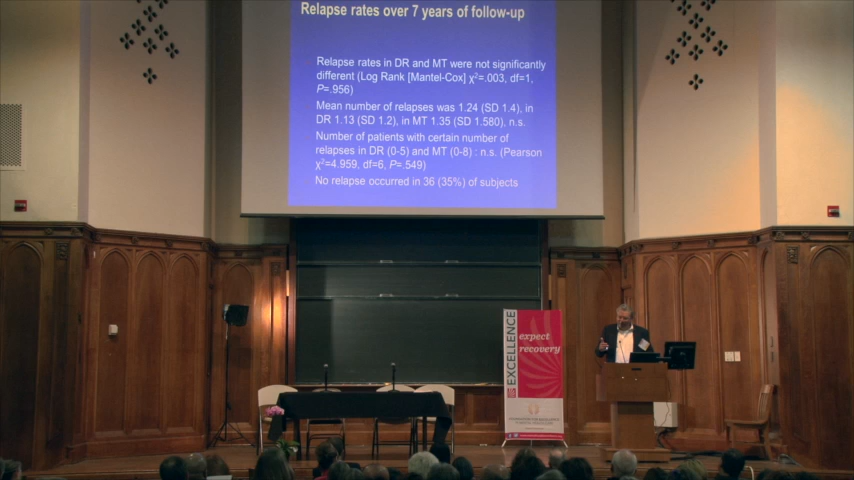 Relapse rates over 7 years of follow-up
Relapse rates in DR and MT were not significantly
different (Log Rank [Mantel-Cox] χ²=.003, df=1,
P=.956)
Mean number of relapses was 1.24 (SD 1.4), in
DR 1.13 (SD 1.2), in MT 1.35 (SD 1.580), n.s.
Number of patients with certain number of
relapses in DR (0-5) and MT (0-8) : n.s. (Pearson
χ²=4.959, df=6, P=.549)
No relapse occurred in 36 (35%) of subjects
EXCELLENCE
expect
recovery